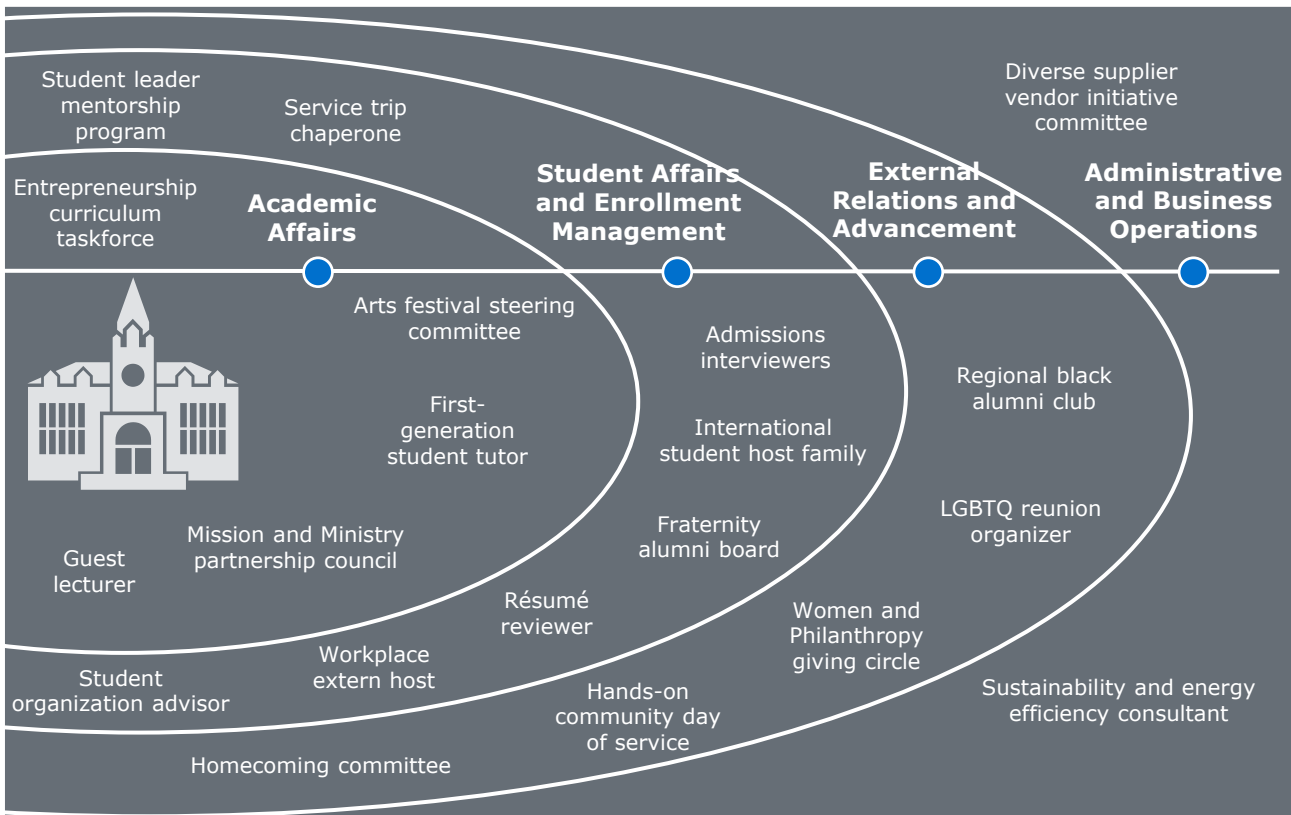 Student leader
mentorship
program
Service trip
chaperone
Diverse supplier
vendor initiative
committee
Entrepreneurship
curriculum
taskforce
Academic
Affairs
Student Affairs
and Enrollment
Management
External
Relations and
Advancement
Administrative
and Business
Operations
Arts festival steering
committee
Admissions
interviewers
Regional black
alumni club
First-
generation
student tutor
International
student host family
LGBTQ reunion
organizer
Mission and Ministry
partnership council
Fraternity
alumni board
Guest
lecturer
Résumé
reviewer
Women and
Philanthropy
giving circle
Workplace
extern host
Student
organization advisor
Hands-on
community day
of service
Sustainability and energy
efficiency consultant
Homecoming committee